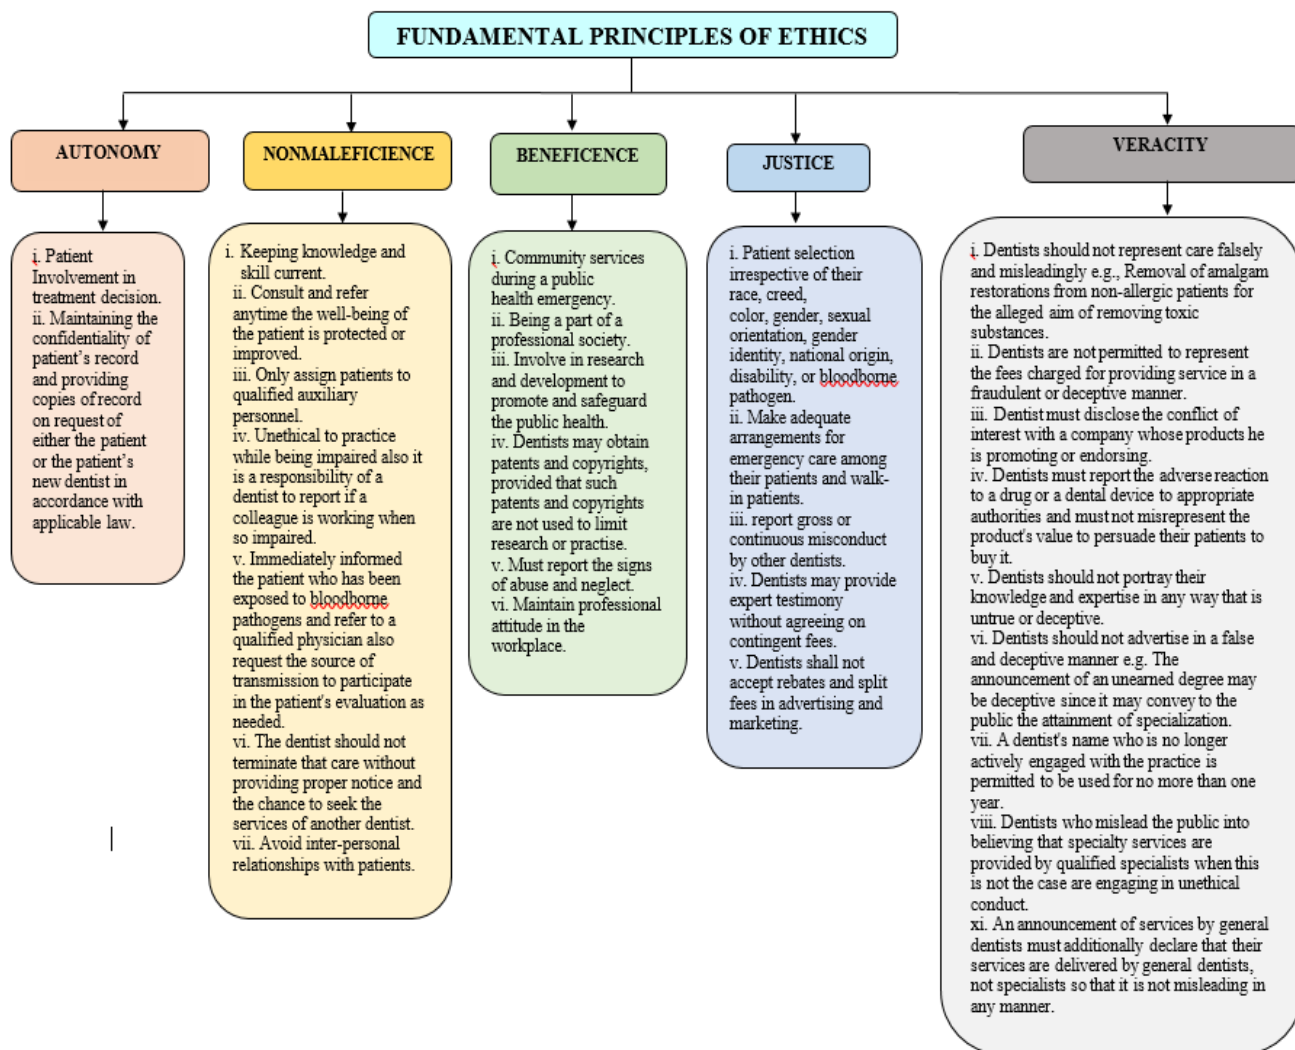 FUNDAMENTAL PRINCIPLES OF ETHICS
AUTONOMY
i. Patient
Involvement in
treatment decision.
ii. Maintaining the
confidentiality of
patient's record
and providing
copies of record
on request of
either the patient
or the patient's
new dentist in
accordance with
applicable law.
NONMALEFICIENCE
i. Keeping knowledge and
skill current.
ii. Consult and refer
anytime the well-being of
the patient is protected or
improved.
iii. Only assign patients to
qualified auxiliary
personnel.
iv. Unethical to practice
while being impaired also it
is a responsibility of a
dentist to report if a
colleague is working when
so impaired.
v. Immediately informed
the patient who has been
exposed to bloodborne
pathogens and refer to a
qualified physician also
request the source of
transmission to participate
in the patient's evaluation as
needed.
vi. The dentist should not
terminate that care without
providing proper notice and
the chance to seek the
services of another dentist.
vii. Avoid inter-personal
relationships with patients.
BENEFICENCE
i. Community services
during a public
health emergency.
ii. Being a part of a
professional society.
iii. Involve in research
and development to
promote and safeguard
the public health.
iv. Dentists may obtain
patents and copyrights,
provided that such
patents and copyrights
are not used to limit
research or practise.
v. Must report the signs
of abuse and neglect.
vi. Maintain professional
attitude in the
workplace.
JUSTICE
i. Patient selection
irrespective of their
race, creed,
color, gender, sexual
orientation, gender
identity, national origin,
disability, or bloodborne
pathogen.
ii. Make adequate
arrangements for
emergency care among
their patients and walk-
in patients.
iii. report gross or
continuous misconduct
by other dentists.
iv. Dentists may provide
expert testimony
without agreeing on
contingent fees.
v. Dentists shall not
accept rebates and split
fees in advertising and
marketing.
VERACITY
i. Dentists should not represent care falsely
and misleadingly e.g., Removal of amalgam
restorations from non-allergic patients for
the alleged aim of removing toxic
substances.
ii. Dentists are not permitted to represent
the fees charged for providing service in a
fraudulent or deceptive manner.
iii. Dentist must disclose the conflict of
interest with a company whose products he
is promoting or endorsing.
iv. Dentists must report the adverse reaction
to a drug or a dental device to appropriate
authorities and must not misrepresent the
product's value to persuade their patients to
buy it.
v. Dentists should not portray their
knowledge and expertise in any way that is
untrue or deceptive.
vi. Dentists should not advertise in a false
and deceptive manner e.g. The
announcement of an unearned degree may
be deceptive since it may convey to the
public the attainment of specialization.
vii. A dentist's name who is no longer
actively engaged with the practice is
permitted to be used for no more than one
year.
viii. Dentists who mislead the public into
believing that specialty services are
provided by qualified specialists when this
is not the case are engaging in unethical
conduct.
xi. An announcement of services by general
dentists must additionally declare that their
services are delivered by general dentists,
not specialists so that it is not misleading in
any manner.